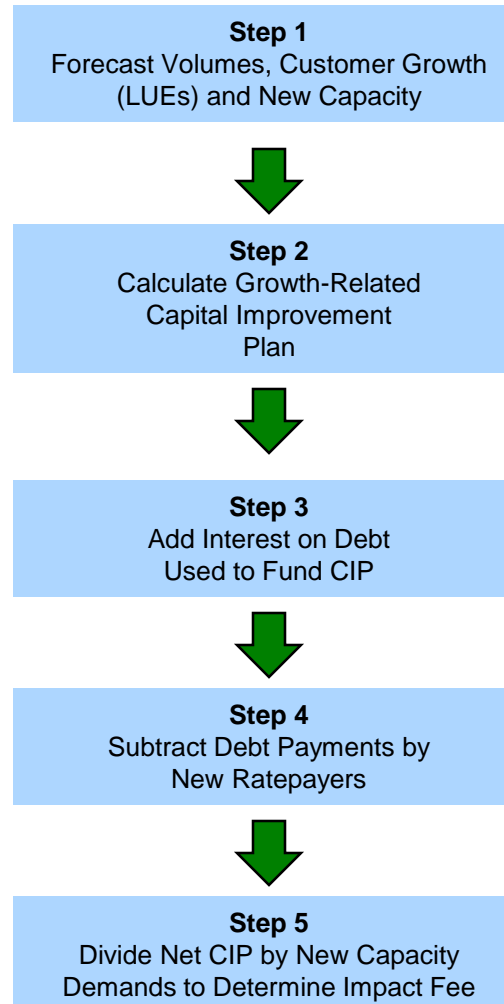 Step 1
Forecast Volumes, Customer Growth
(LUEs) and New Capacity
Step 2
Calculate Growth-Related
Capital Improvement
Plan
Step 3
Add Interest on Debt
Used to Fund CIP
Step 4
Subtract Debt Payments by
New Ratepayers
Step 5
Divide Net CIP by New Capacity
Demands to Determine Impact Fee